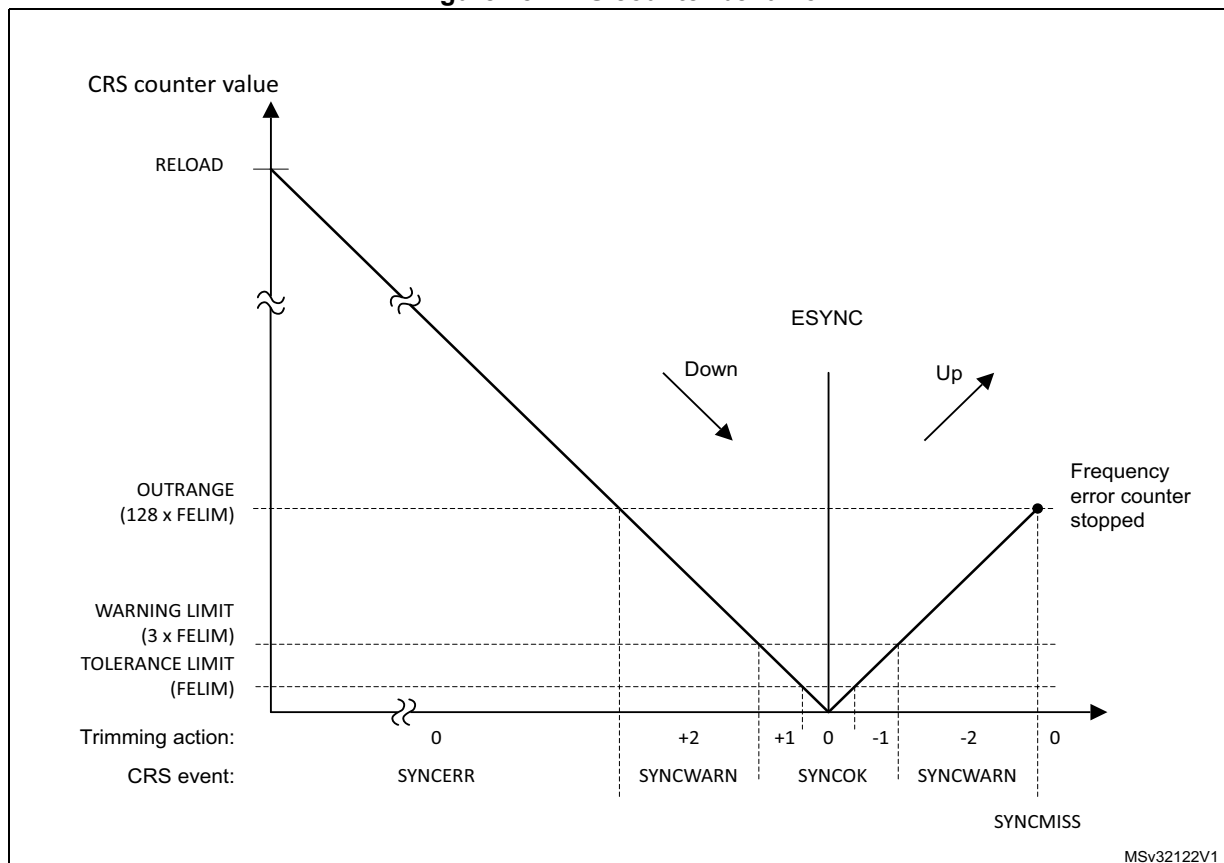 CRS counter value
RELOAD
ESYNC
Down
Up
OUTRANGE
(128 x FELIM)
Frequency
error counter
stopped
WARNING LIMIT
(3 x FELIM)
TOLERANCE LIMIT
(FELIM)
Trimming action: 0 +2 +1 0 -1 -2 0
CRS event: SYNCERR SYNCWARN SYNCOK SYNCWARN
SYNCMISS
MSv32122V1